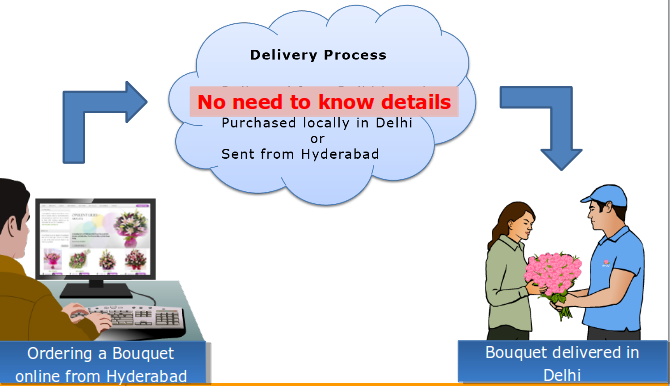 Delivery Process
No need to know details
Purchased locally in Delhi
or
Sent from Hyderabad
Ordering a Bouquet
online from Hyderabad
Bouquet delivered in
Delhi